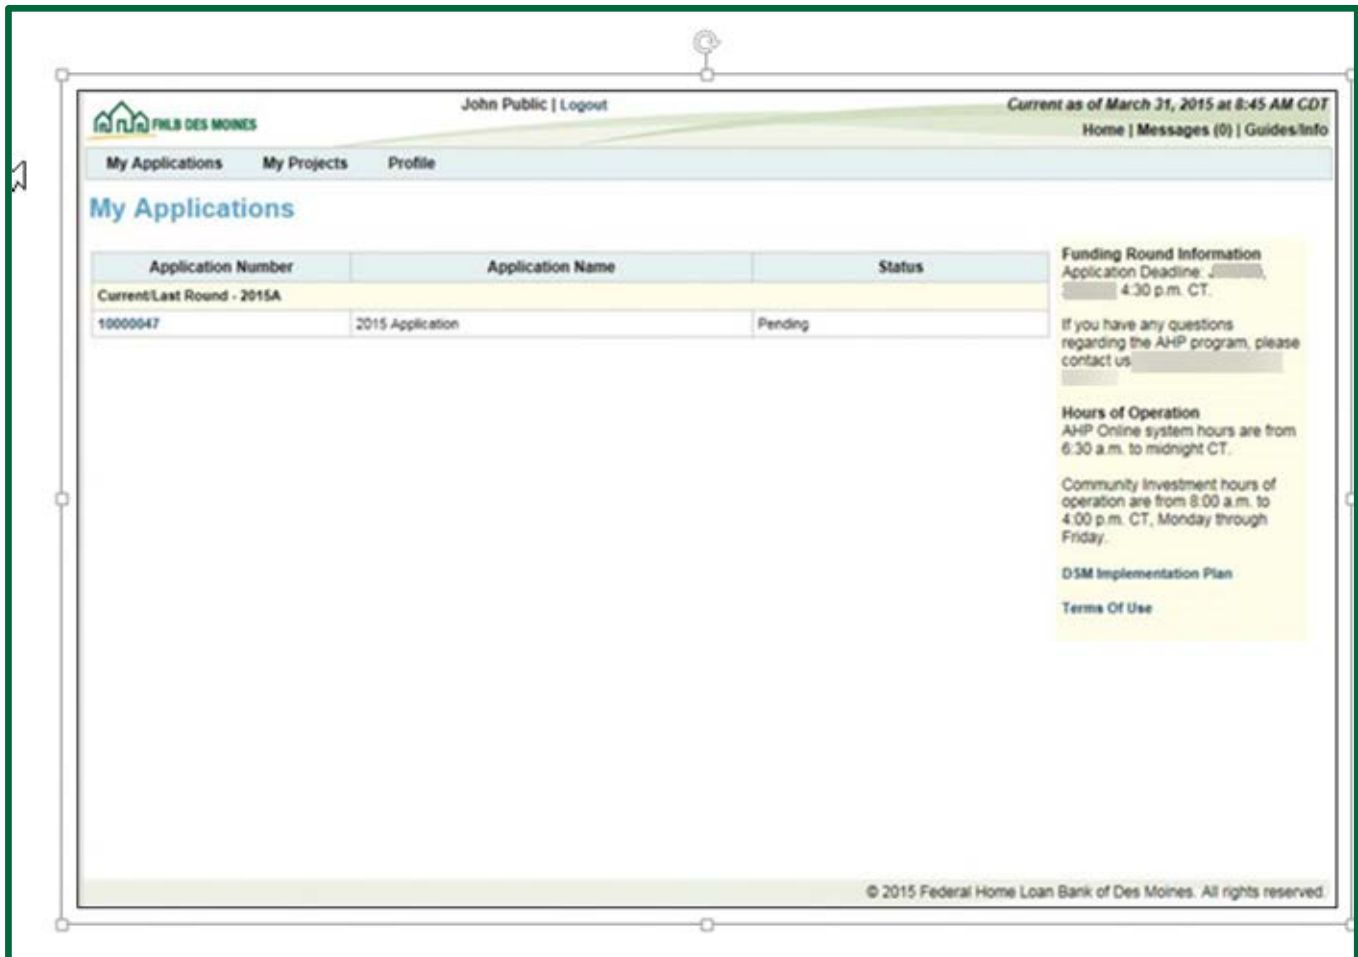 FHLB DES MOINES
John Public | Logout
Current as of March 31, 2015 at 8:45 AM CDT
Home | Messages (0) | Guides/Info
My Applications My Projects Profile
My Applications
Application Number Application Name Status
Current/Last Round - 2015A
10000047 2015 Application Pending
Funding Round Information
Application Deadline:
4:30 p.m. CT.
If you have any questions
regarding the AHP program, please
contact us
Hours of Operation
AHP Online system hours are from
6:30 a.m. to midnight CT.
Community Investment hours of
operation are from 8:00 a.m. to
4:00 p.m. CT, Monday through
Friday.
DSM Implementation Plan
Terms Of Use
© 2015 Federal Home Loan Bank of Des Moines. All rights reserved.